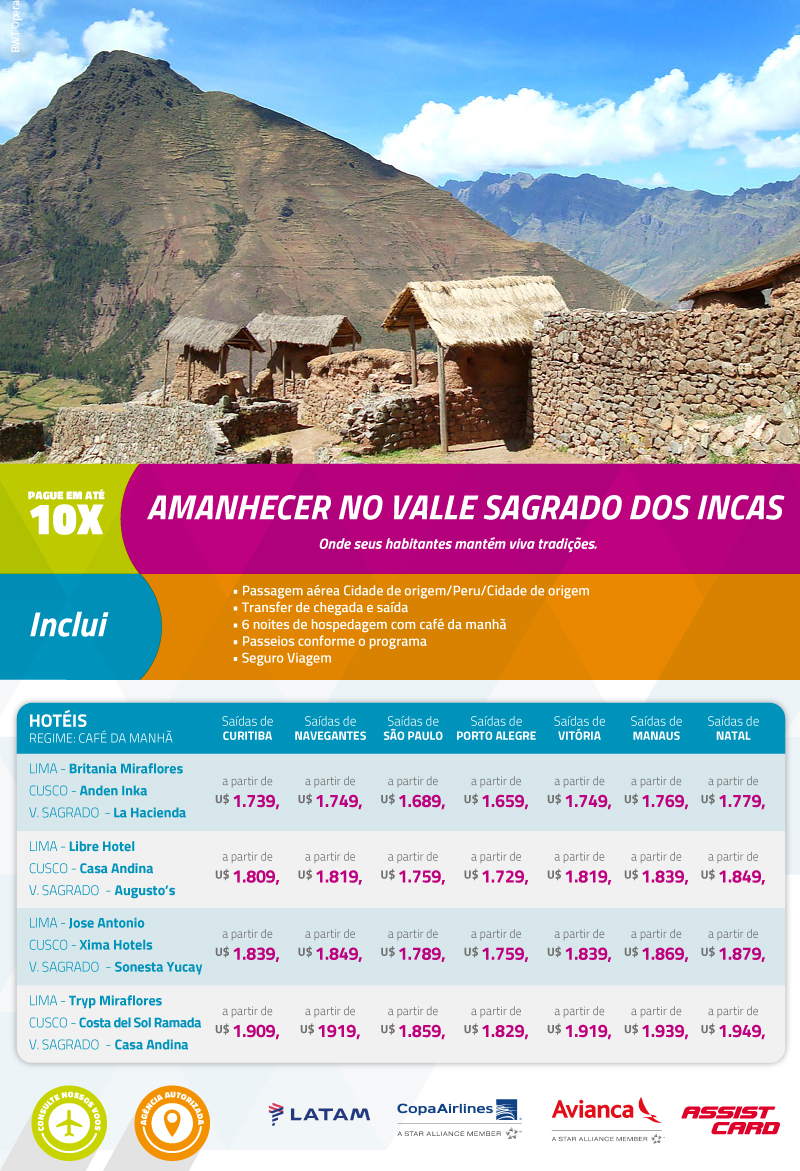 BWT Opera
PAGUE EM ATÉ
10X
AMANHECER NO VALLE SAGRADO DOS INCAS
Onde seus habitantes mantém viva tradições.
Inclui
• Passagem aérea Cidade de origem/Peru/Cidade de origem
• Transfer de chegada e saída
• 6 noites de hospedagem com café da manhã
• Passeios conforme o programa
• Seguro Viagem
HOTÉIS
REGIME: CAFÉ DA MANHÃ
Saídas de Saídas de Saídas de Saídas de Saídas de Saídas de Saídas de
CURITIBA NAVEGANTES SÃO PAULO PORTO ALEGRE VITÓRIA MANAUS NATAL
LIMA - Britania Miraflores
CUSCO - Anden Inka
V. SAGRADO - La Hacienda
a partir de a partir de a partir de a partir de a partir de a partir de a partir de
U$ 1.739, U$ 1.749, U$ 1.689, U$ 1.659, U$ 1.749, U$ 1.769, U$ 1.779,
LIMA - Libre Hotel
CUSCO - Casa Andina
V. SAGRADO - Augusto's
a partir de a partir de a partir de a partir de a partir de a partir de a partir de
U$ 1.809, U$ 1.819, U$ 1.759, U$ 1.729, U$ 1.819, U$ 1.839, U$ 1.849,
LIMA - Jose Antonio
CUSCO - Xima Hotels
V. SAGRADO - Sonesta Yucay
a partir de a partir de a partir de a partir de a partir de a partir de a partir de
U$ 1.839, U$ 1.849, U$ 1.789, U$ 1.759, U$ 1.839, U$ 1.869, U$ 1.879,
LIMA - Tryp Miraflores
CUSCO - Costa del Sol Ramada
V. SAGRADO - Casa Andina
a partir de a partir de a partir de a partir de a partir de a partir de a partir de
U$ 1.909, U$ 1919, U$ 1.859, U$ 1.829, U$ 1.919, U$ 1.939, U$ 1.949,
CONSULTE NOSSOS VOOS
AGÊNCIA AUTORIZADA
LATAM
CopaAirlines
A STAR ALLIANCE MEMBER
Avianca
A STAR ALLIANCE MEMBER
ASSIST
CARD